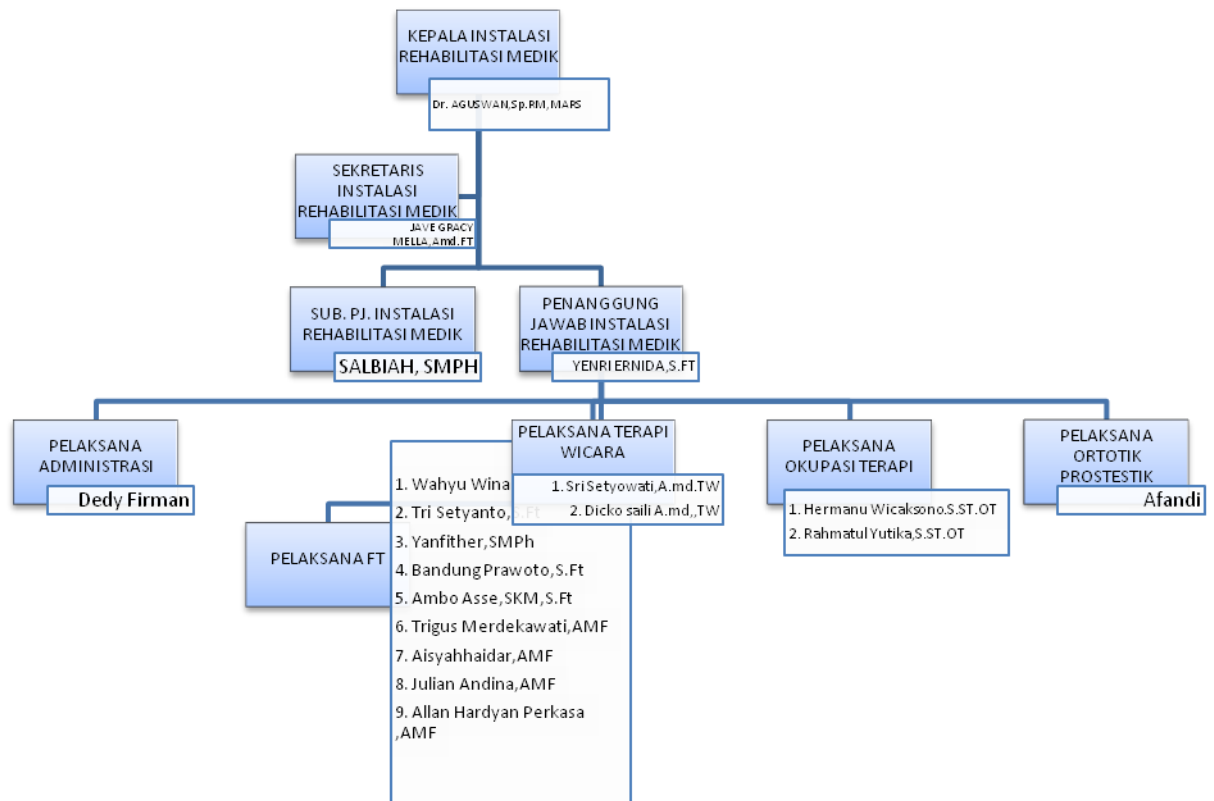 KEPALA INSTALASI
REHABILITASI MEDIK
Dr. AGUSWAN,Sp.RM,MARS
SEKRETARIS
INSTALASI
REHABILITASI MEDIK
JAVE GRACY
MELLA,Amd.FT
SUB. PJ. INSTALASI
REHABILITASI MEDIK
SALBIAH, SMPH
PENANGGUNG
JAWAB INSTALASI
REHABILITASI MEDIK
YENRI ERNIDA,S.FT
PELAKSANA
ADMINISTRASI
Dedy Firman
PELAKSANA FT
1. Wahyu
2. Tri Setyanto,S.Ft
3. Yanfither,SMPh
4. Bandung Prawoto,S.Ft
5. Ambo Asse,SKM,S.Ft
6. Trigus Merdekawati,AMF
7. Aisyahhaidar,AMF
8. Julian Andina,AMF
9. Allan Hardyan Perkasa
,AMF
PELAKSANA TERAPI
WICARA
1. Sri Setyowati,A.md.TW
2. Dicko saili A.md,,TW
PELAKSANA
OKUPASI TERAPI
1. Hermanu Wicaksono.S.ST.OT
2. Rahmatul Yutika,S.ST.OT
PELAKSANA
ORTOTIK
PROSTESTIK
Afandi